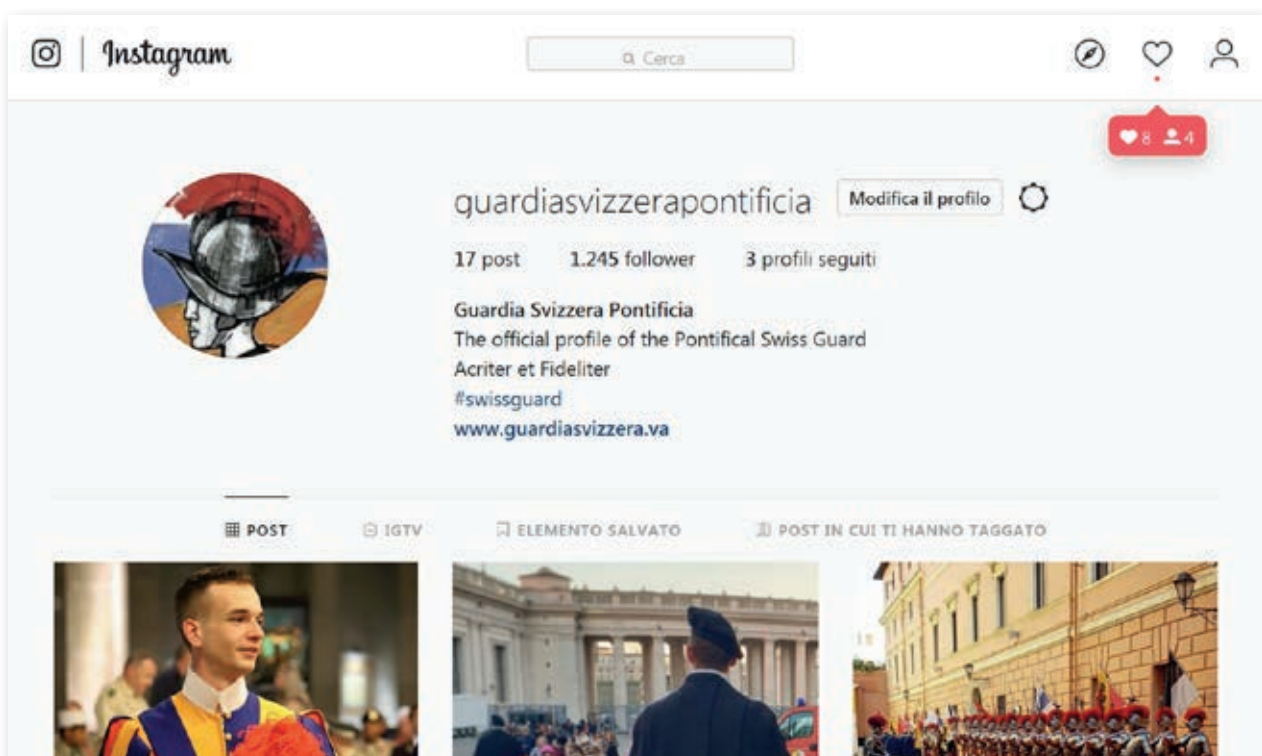 Instagram
Cerca
8 4
guardiasvizzerapontificia Modifica il profilo
17 post 1.245 follower 3 profili seguiti
Guardia Svizzera Pontificia
The official profile of the Pontifical Swiss Guard
Acriter et Fideliter
#swissguard
www.guardiasvizzera.va
POST IGTV ELEMENTO SALVATO POST IN CUI TI HANNO TAGGATO